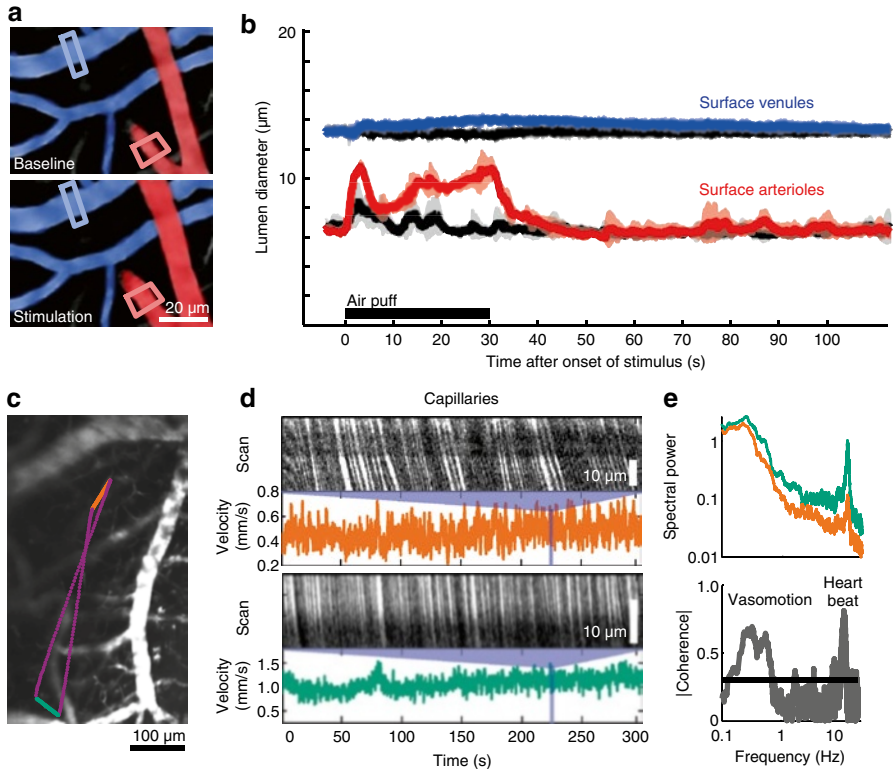 a
Baseline
Stimulation
20 µm
b
Lumen diameter (µm)
20
10
0
Surface venules
Surface arterioles
Air puff
0 10 20 30 40 50 60 70 80 90 100
Time after onset of stimulus (s)
c
100 µm
d
Capillaries
Scan
10 µm
Velocity
(mm/s)
0.8
0.6
0.4
0.2
Scan
10 µm
Velocity
(mm/s)
1.5
1.0
0.5
0 50 100 150 200 250 300
Time (s)
e
Spectral power
1
0.1
0.01
|Coherence|
1.0
0.5
0
Vasomotion
Heart
beat
0.1 1 10
Frequency (Hz)